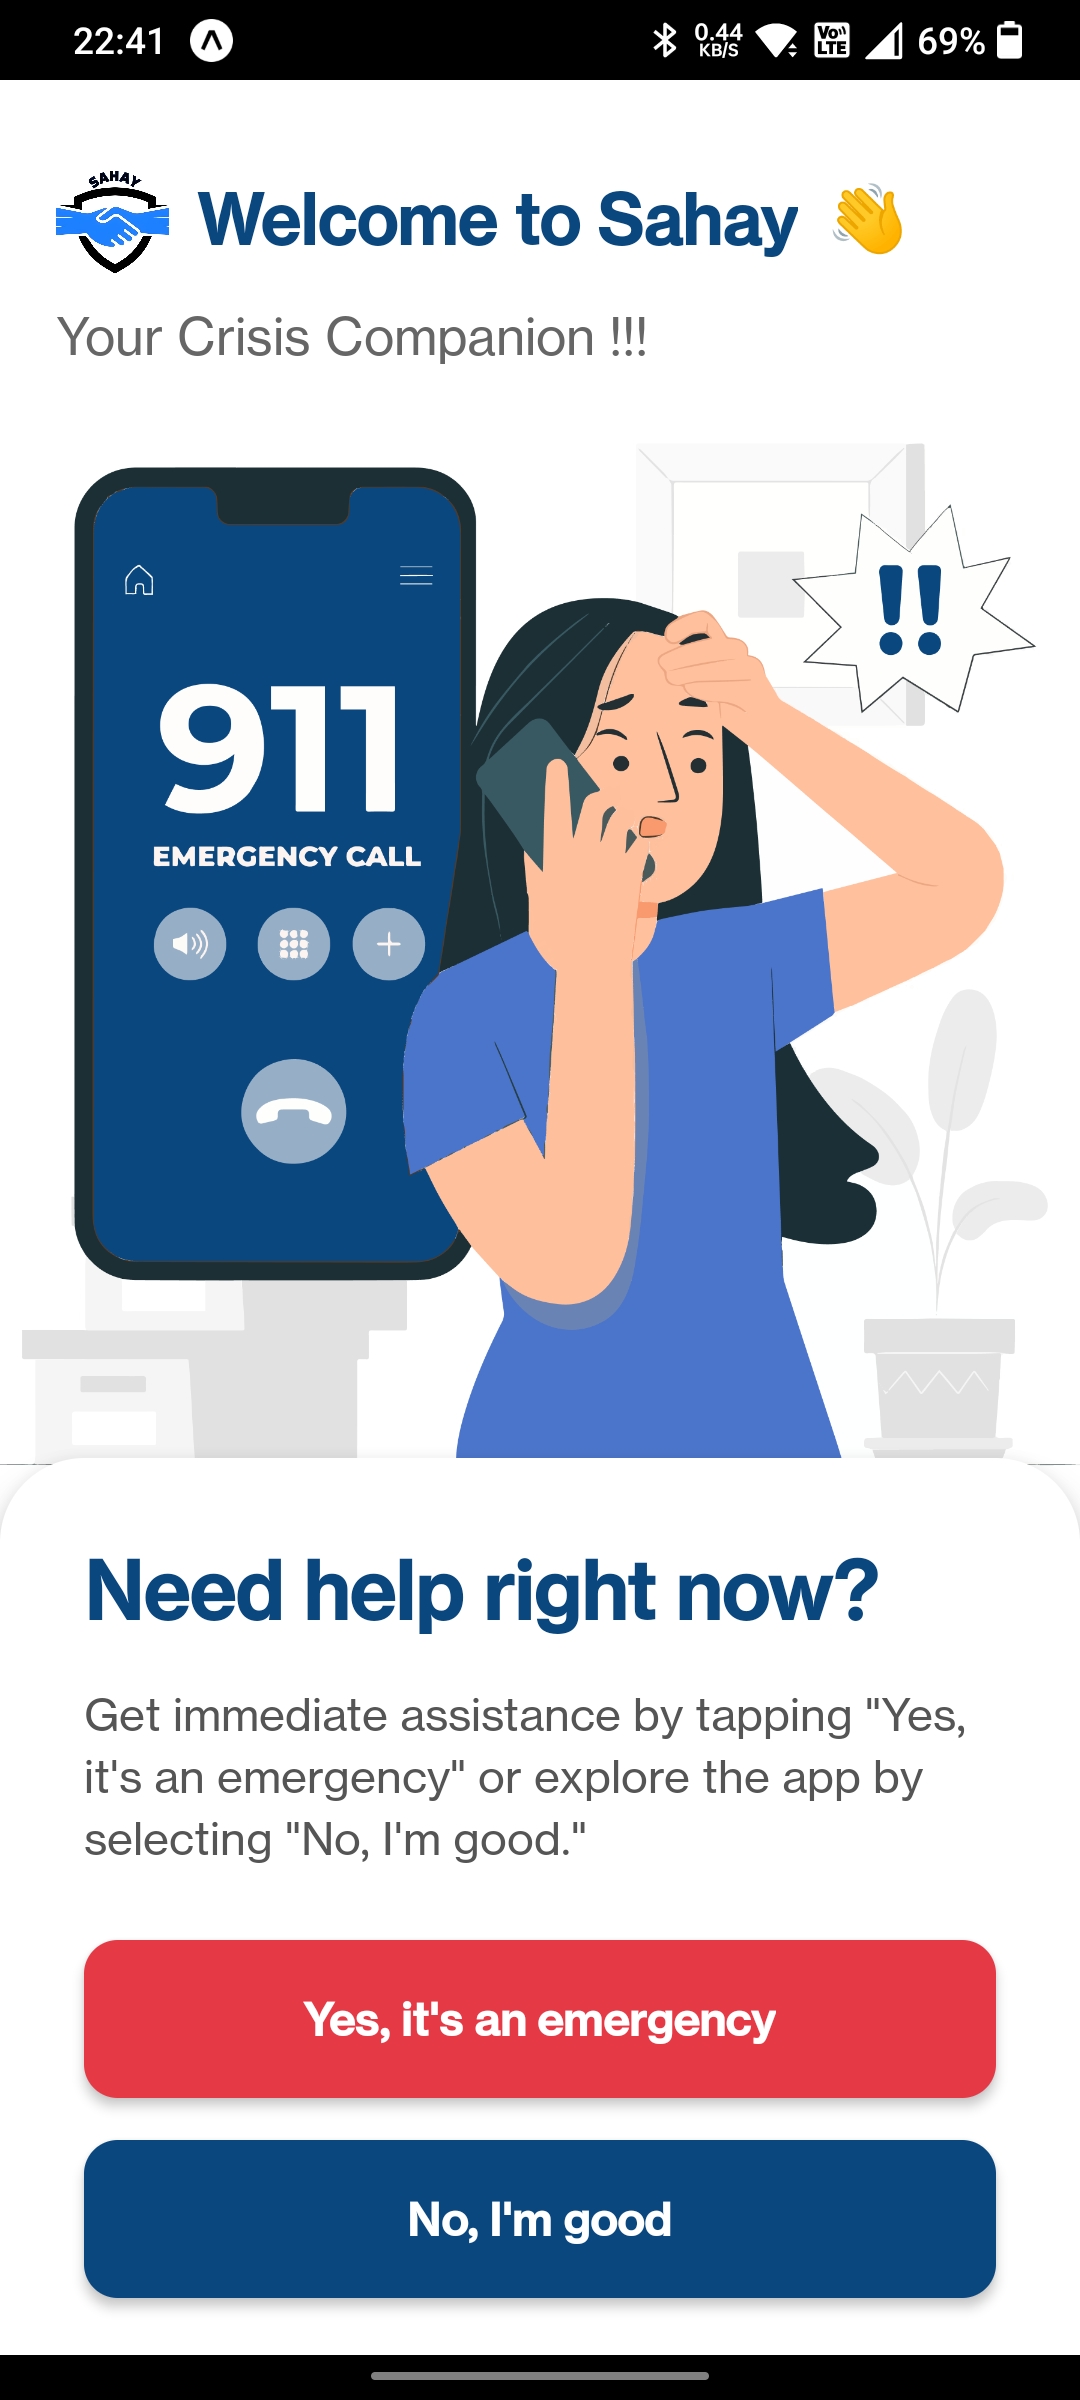 22:41
0.44
KB/S
Vo
LTE
69%
SAHAY
Welcome to Sahay 👋
Your Crisis Companion !!!
!!
911
EMERGENCY CALL
Need help right now?
Get immediate assistance by tapping "Yes,
it's an emergency" or explore the app by
selecting "No, I'm good."
Yes, it's an emergency
No, I'm good